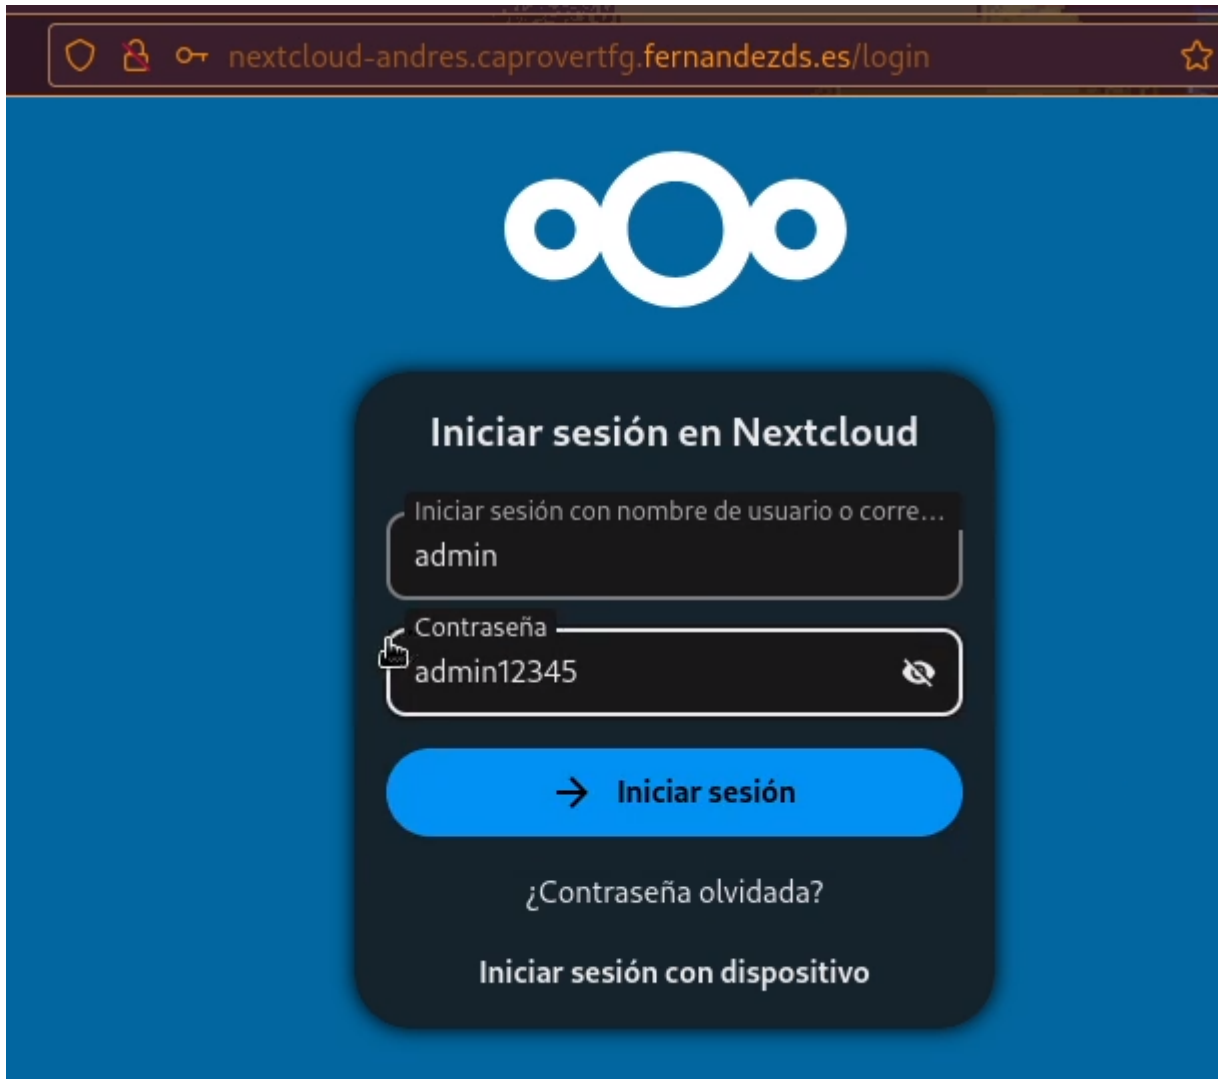 nextcloud-andres.caprovertfg.fernandezds.es/login
Iniciar sesión en Nextcloud
Iniciar sesión con nombre de usuario o corre...
admin
Contraseña
admin12345
Iniciar sesión
¿Contraseña olvidada?
Iniciar sesión con dispositivo